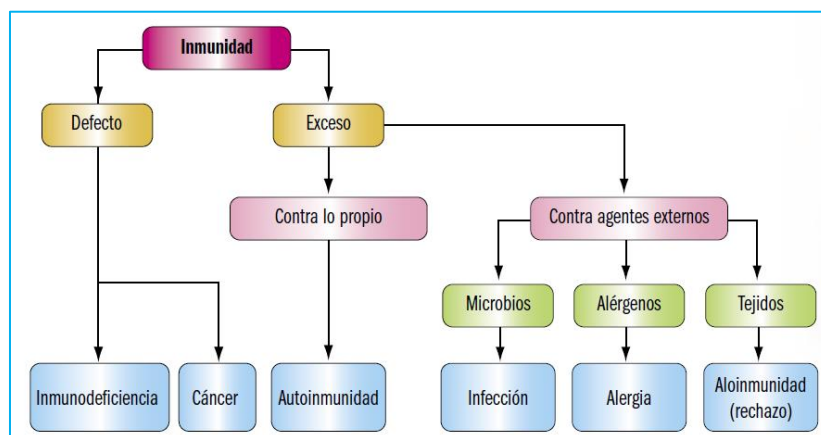 Inmunidad
Defecto
Exceso
Contra lo propio
Contra agentes externos
Microbios
Alérgenos
Tejidos
Inmunodeficiencia
Cáncer
Autoinmunidad
Infección
Alergia
Aloinmunidad
(rechazo)